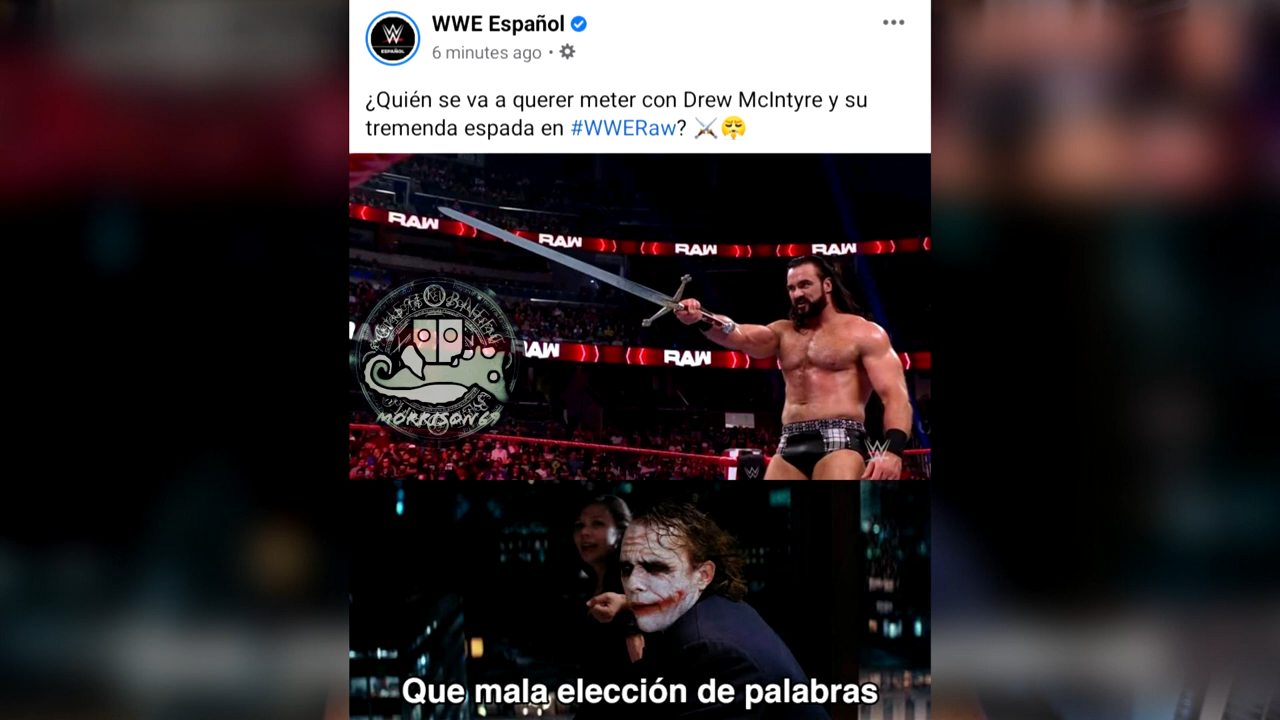 WWE Español
6 minutes ago
¿Quién se va a querer meter con Drew McIntyre y su
tremenda espada en #WWERaw? ⚔️😤
RAW
RAW
RAW
RAW
RAW
RAW
MORRISON69
Que mala elección de palabras